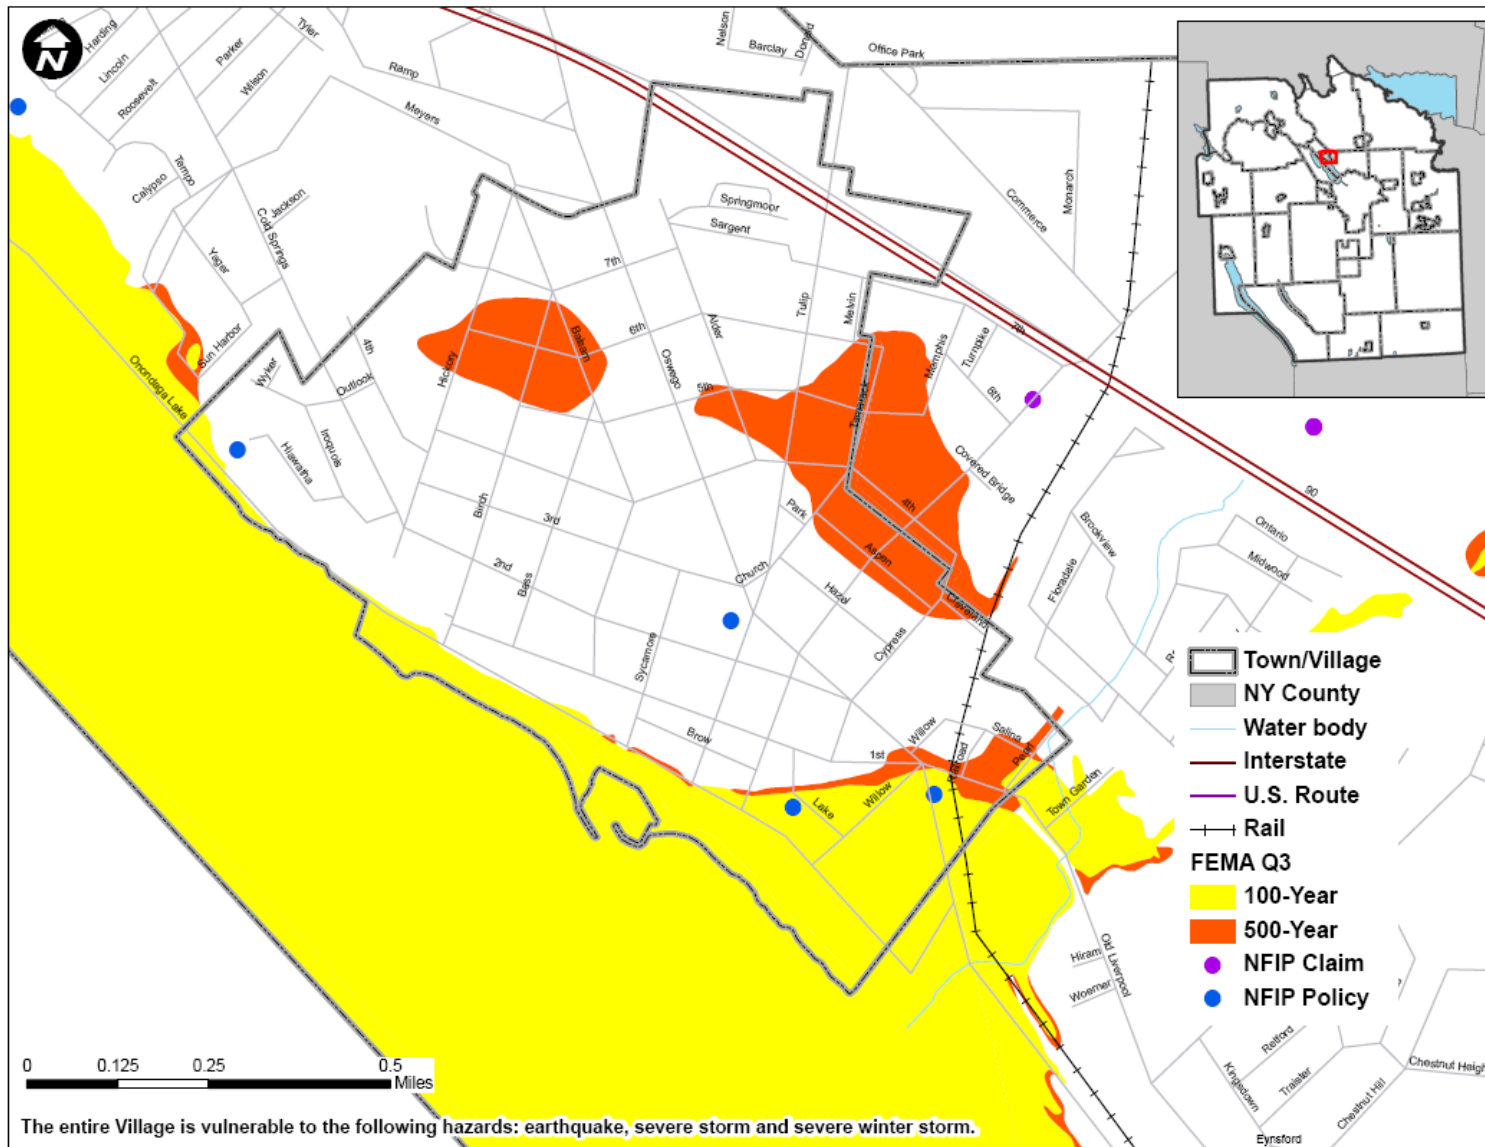 N
Harding
Tyler
Nelson
Donald
Barclay
Office Park
Lincoln
Parker
Roosevelt
Wilson
Ramp
Meyers
Tempo
Calypso
Jackson
Cold Springs
Springmoor
Sargent
Commerce
Monarch
Yager
7th
Tulip
Melvin
Sun Harbor
4th
Balsam
6th
Alder
7th
Turnpike
Memphis
Onondaga Lake
Wyker
Outlook
Hickory
Oswego
5th
Tamarack
6th
Iroquois
Hiawatha
Covered Bridge
90
Birch
3rd
Park
4th
Brookview
Ontario
Midwood
2nd
Bass
Church
Aspen
Hazel
Floradale
Cleveland
Sycamore
Cypress
Brow
1st
Willow
Salina
Railroad
Pearl
Lake
Willow
Town Garden
Hiram
Woerner
Old Liverpool
Retford
Kingsdown
Traister
Chestnut Hill
Chestnut Heigh
Eynsford
Town/Village
NY County
Water body
Interstate
U.S. Route
Rail
FEMA Q3
100-Year
500-Year
NFIP Claim
NFIP Policy
0 0.125 0.25 0.5
Miles
The entire Village is vulnerable to the following hazards: earthquake, severe storm and severe winter storm.